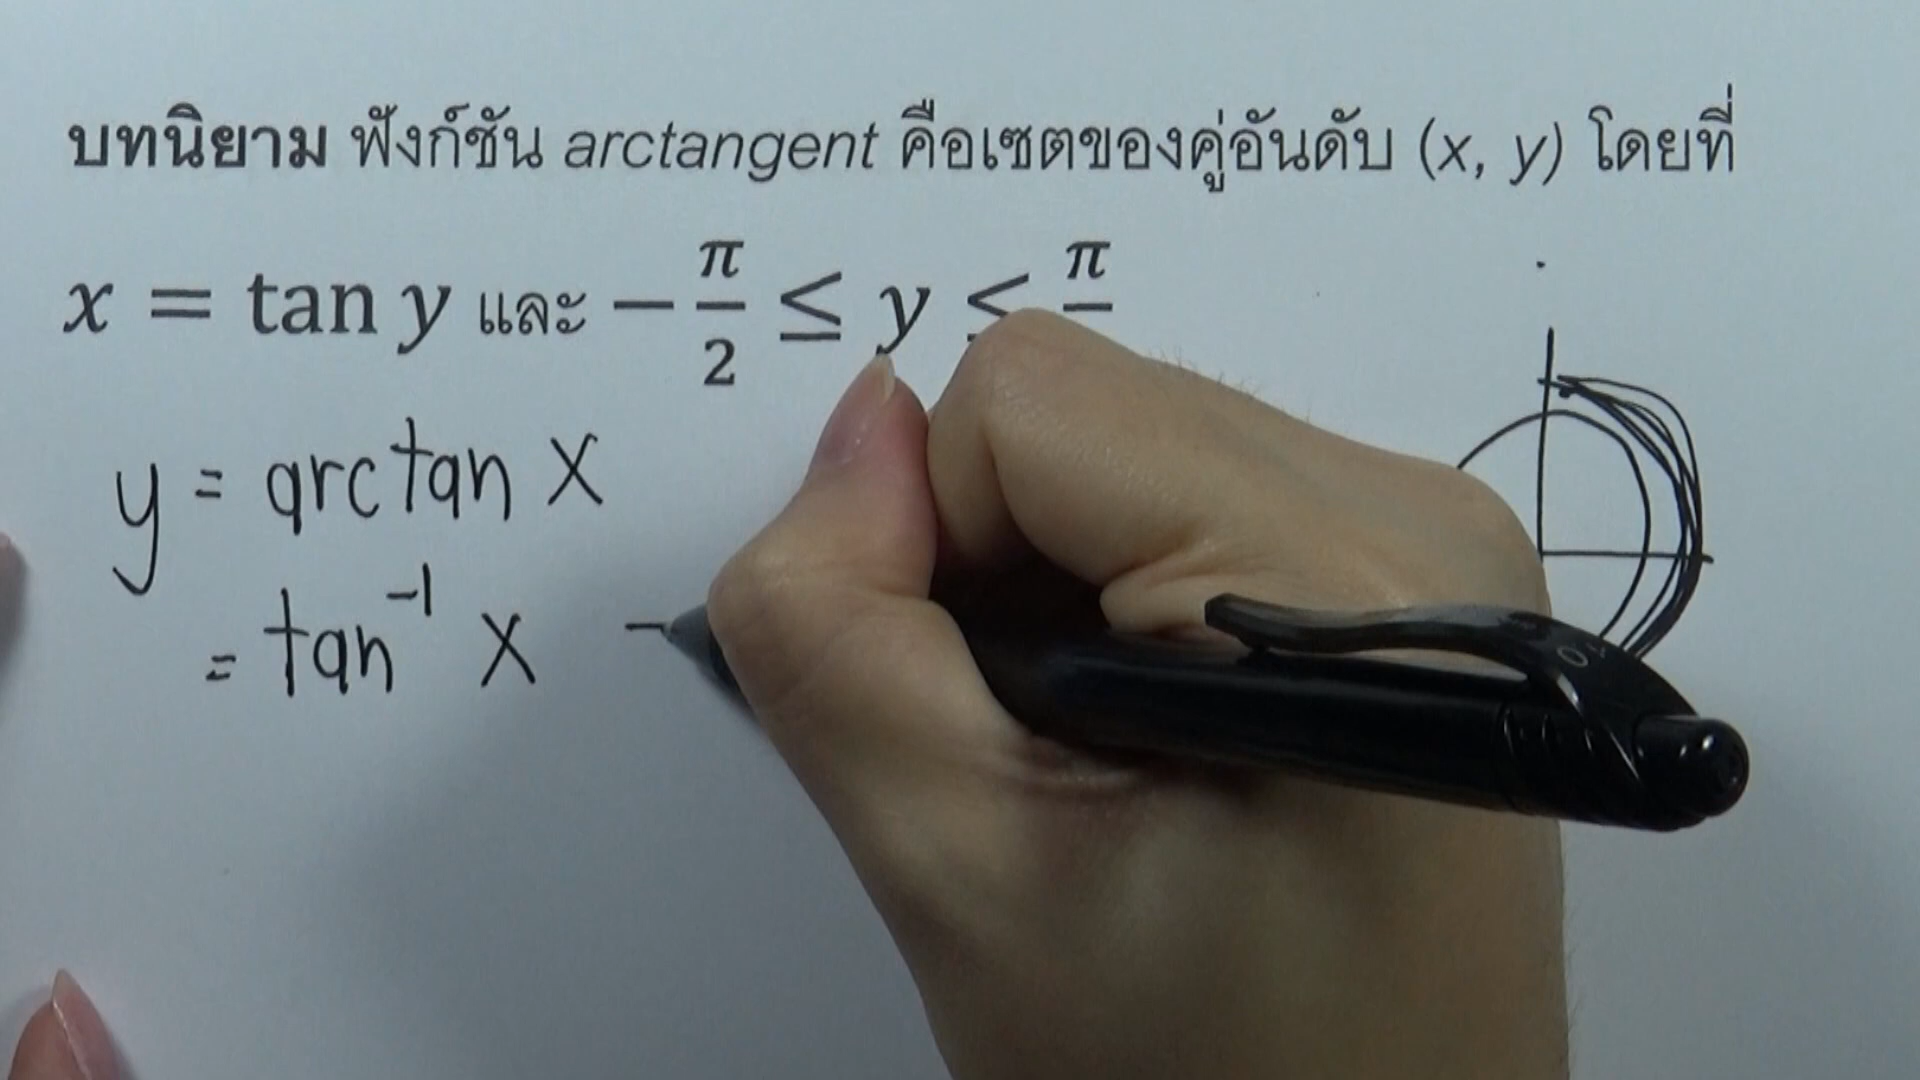 บทนิยาม ฟังก์ชัน arctangent คือเซตของคู่อันดับ (x, y) โดยที่
x = tan y และ −π/2 ≤ y ≤ π
y = arctan x
= tan⁻¹ x